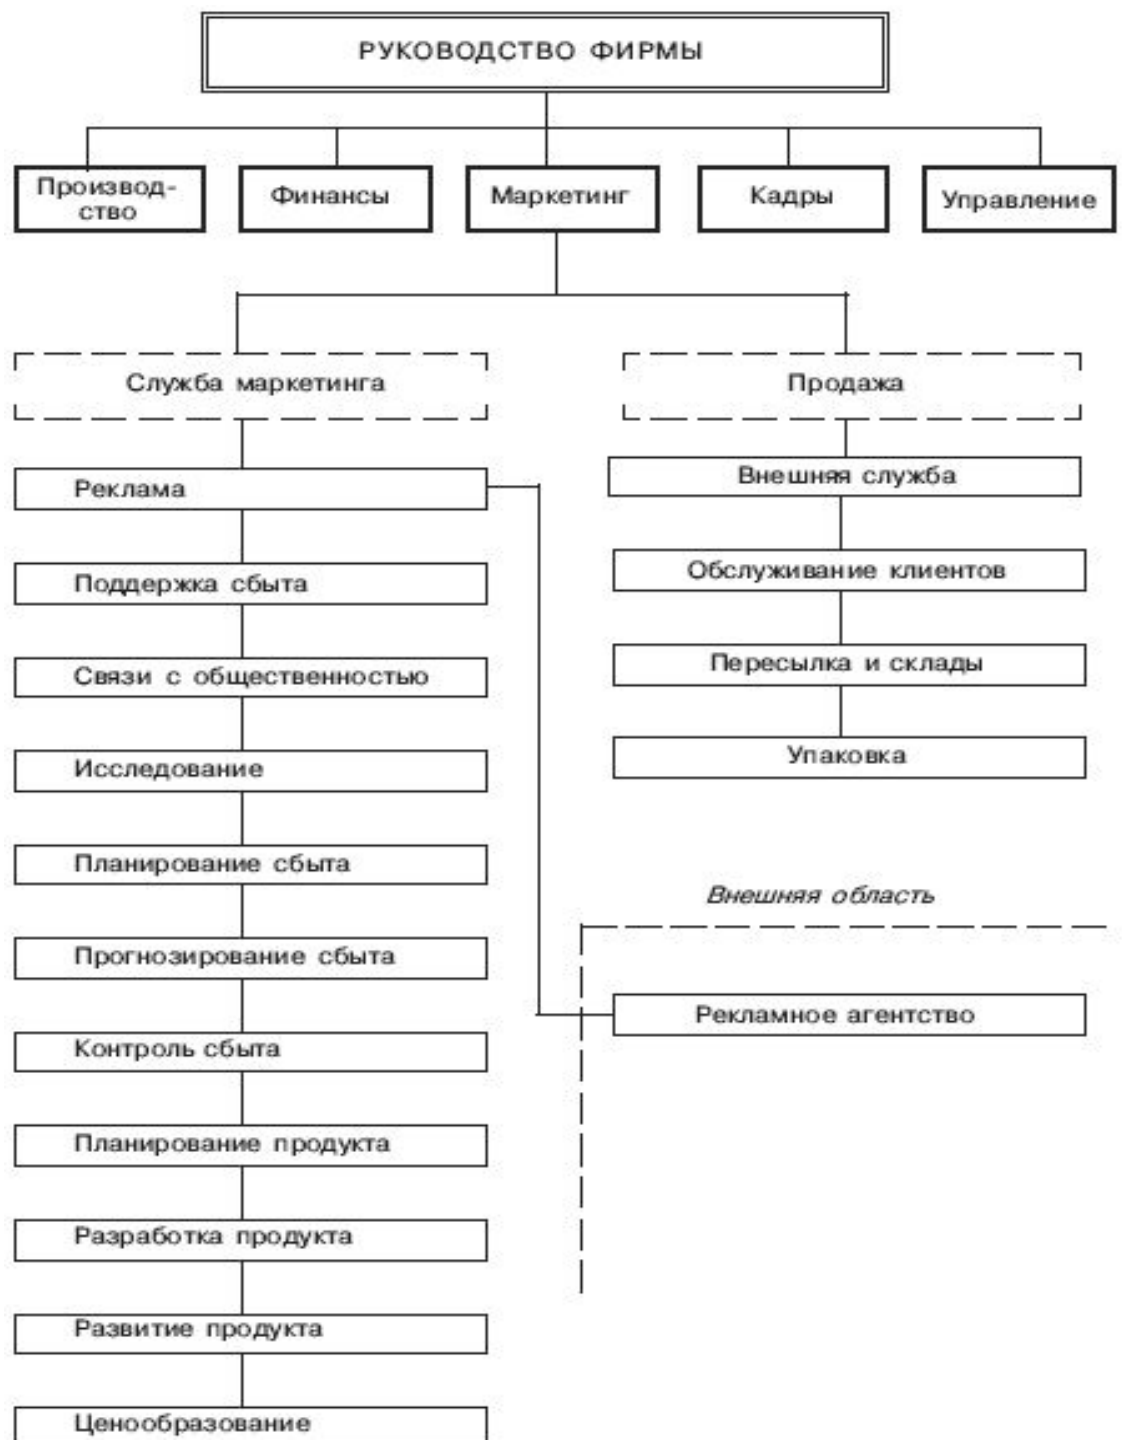 РУКОВОДСТВО ФИРМЫ
Производ-
ство
Финансы
Маркетинг
Кадры
Управление
Служба маркетинга
Продажа
Реклама
Внешняя служба
Поддержка сбыта
Обслуживание клиентов
Связи с общественностью
Пересылка и склады
Исследование
Упаковка
Планирование сбыта
Внешняя область
Прогнозирование сбыта
Рекламное агентство
Контроль сбыта
Планирование продукта
Разработка продукта
Развитие продукта
Ценообразование